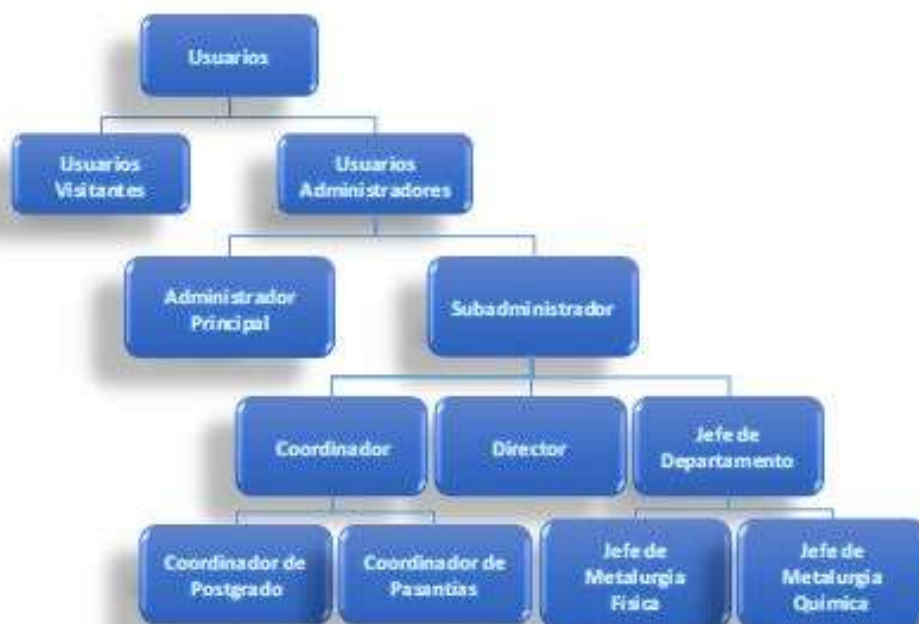 Usuarios
Usuarios
Visitantes
Usuarios
Administradores
Administrador
Principal
Subadministrador
Coordinador
Director
Jefe de
Departamento
Coordinador de
Postgrado
Coordinador de
Pasantías
Jefe de
Metalurgia
Física
Jefe de
Metalurgia
Química